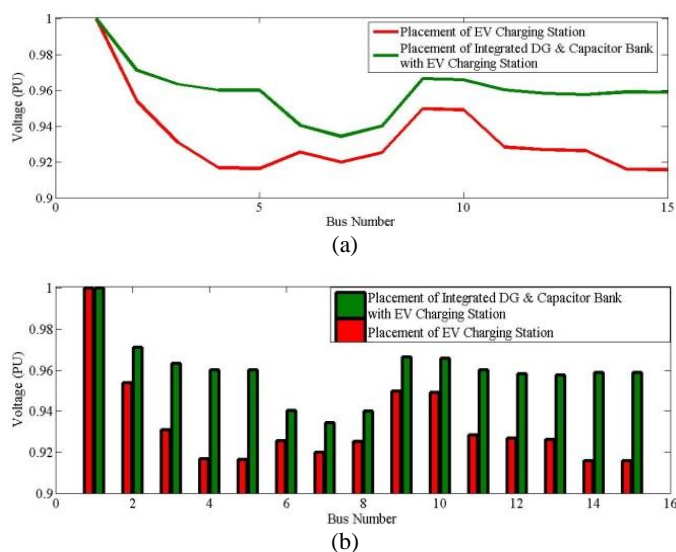 1
0.98
0.96
0.94
0.92
0.9
Voltage (PU)
Placement of EV Charging Station
Placement of Integrated DG & Capacitor Bank
with EV Charging Station
0 5 10 15
Bus Number
(a)
1
0.98
0.96
0.94
0.92
0.9
Voltage (PU)
Placement of Integrated DG & Capacitor Bank
with EV Charging Station
Placement of EV Charging Station
0 2 4 6 8 10 12 14 16
Bus Number
(b)